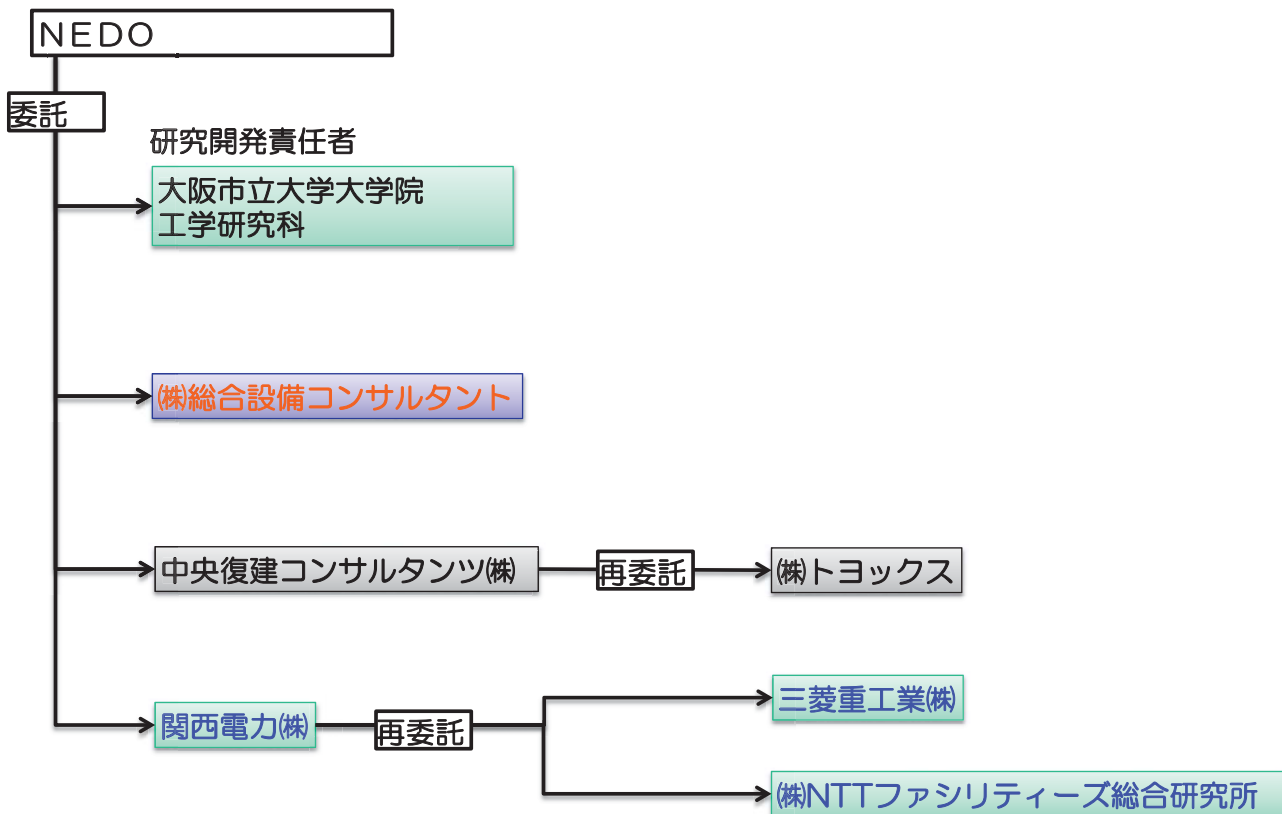 ＮＥＤＯ
委託
研究開発責任者
大阪市立大学大学院
工学研究科
㈱総合設備コンサルタント
中央復建コンサルタンツ㈱
再委託
㈱トヨックス
関西電力㈱
再委託
三菱重工業㈱
㈱NTTファシリティーズ総合研究所